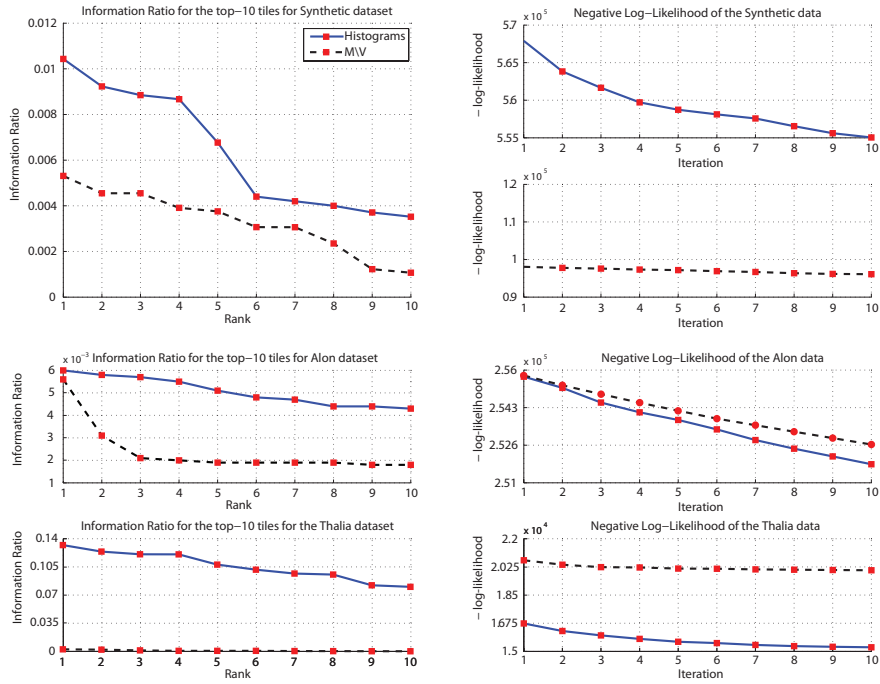 Information Ratio for the top−10 tiles for Synthetic dataset
0.012
0.01
0.008
0.006
0.004
0.002
0
Information Ratio
1 2 3 4 5 6 7 8 9 10
Rank
Histograms
M\V
Negative Log−Likelihood of the Synthetic data
x 10^5
5.7
5.65
5.6
5.55
− log-likelihood
1 2 3 4 5 6 7 8 9 10
Iteration
x 10^5
1.2
1.1
1
0.9
− log-likelihood
1 2 3 4 5 6 7 8 9 10
Iteration
x 10^−3
Information Ratio for the top−10 tiles for Alon dataset
6
5
4
3
2
1
Information Ratio
1 2 3 4 5 6 7 8 9 10
Rank
Negative Log−Likelihood of the Alon data
x 10^5
2.56
2.543
2.526
2.51
− log-likelihood
1 2 3 4 5 6 7 8 9 10
Iteration
Information Ratio for the top−10 tiles for the Thalia dataset
0.14
0.105
0.07
0.035
0
Information Ratio
1 2 3 4 5 6 7 8 9 10
Rank
Negative Log−Likelihood of the Thalia data
x 10^4
2.2
2.025
1.85
1675
1.5
− log-likelihood
1 2 3 4 5 6 7 8 9 10
Iteration